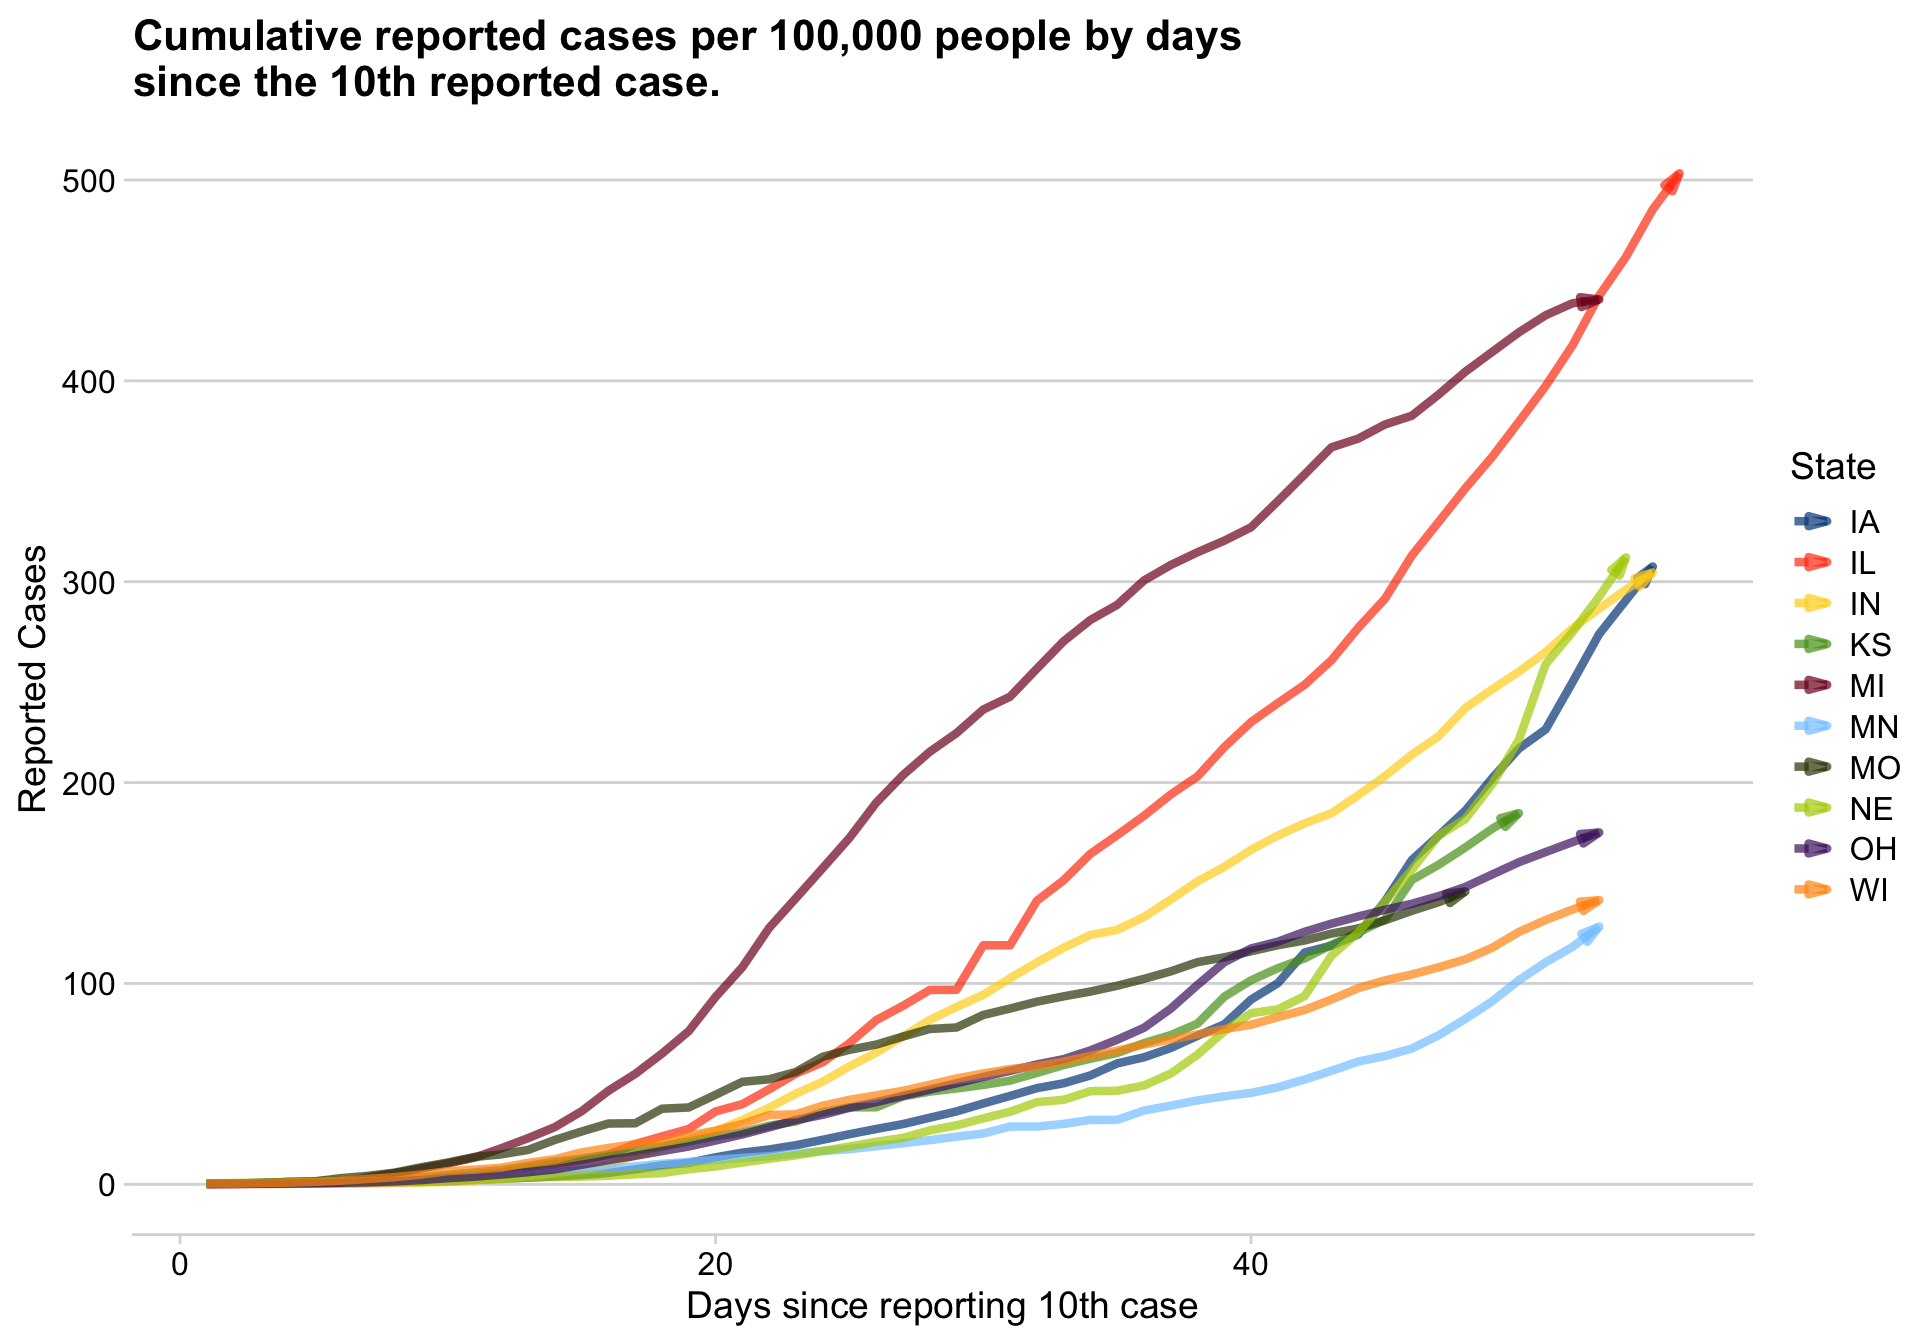 Cumulative reported cases per 100,000 people by days
since the 10th reported case.
500
400
300
200
100
0
Reported Cases
0 20 40
Days since reporting 10th case
State
IA
IL
IN
KS
MI
MN
MO
NE
OH
WI